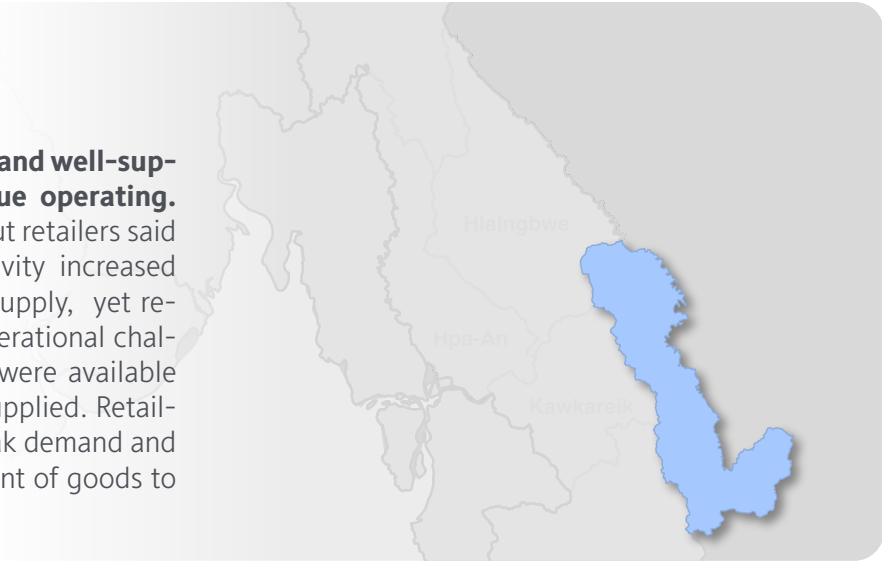 and well-sup-
ue operating.
ut retailers said
vity increased
upply, yet re-
erational chal-
were available
upplied. Retail-
ak demand and
nt of goods to
Hlaingbwe
Hpa-An
Kawkareik